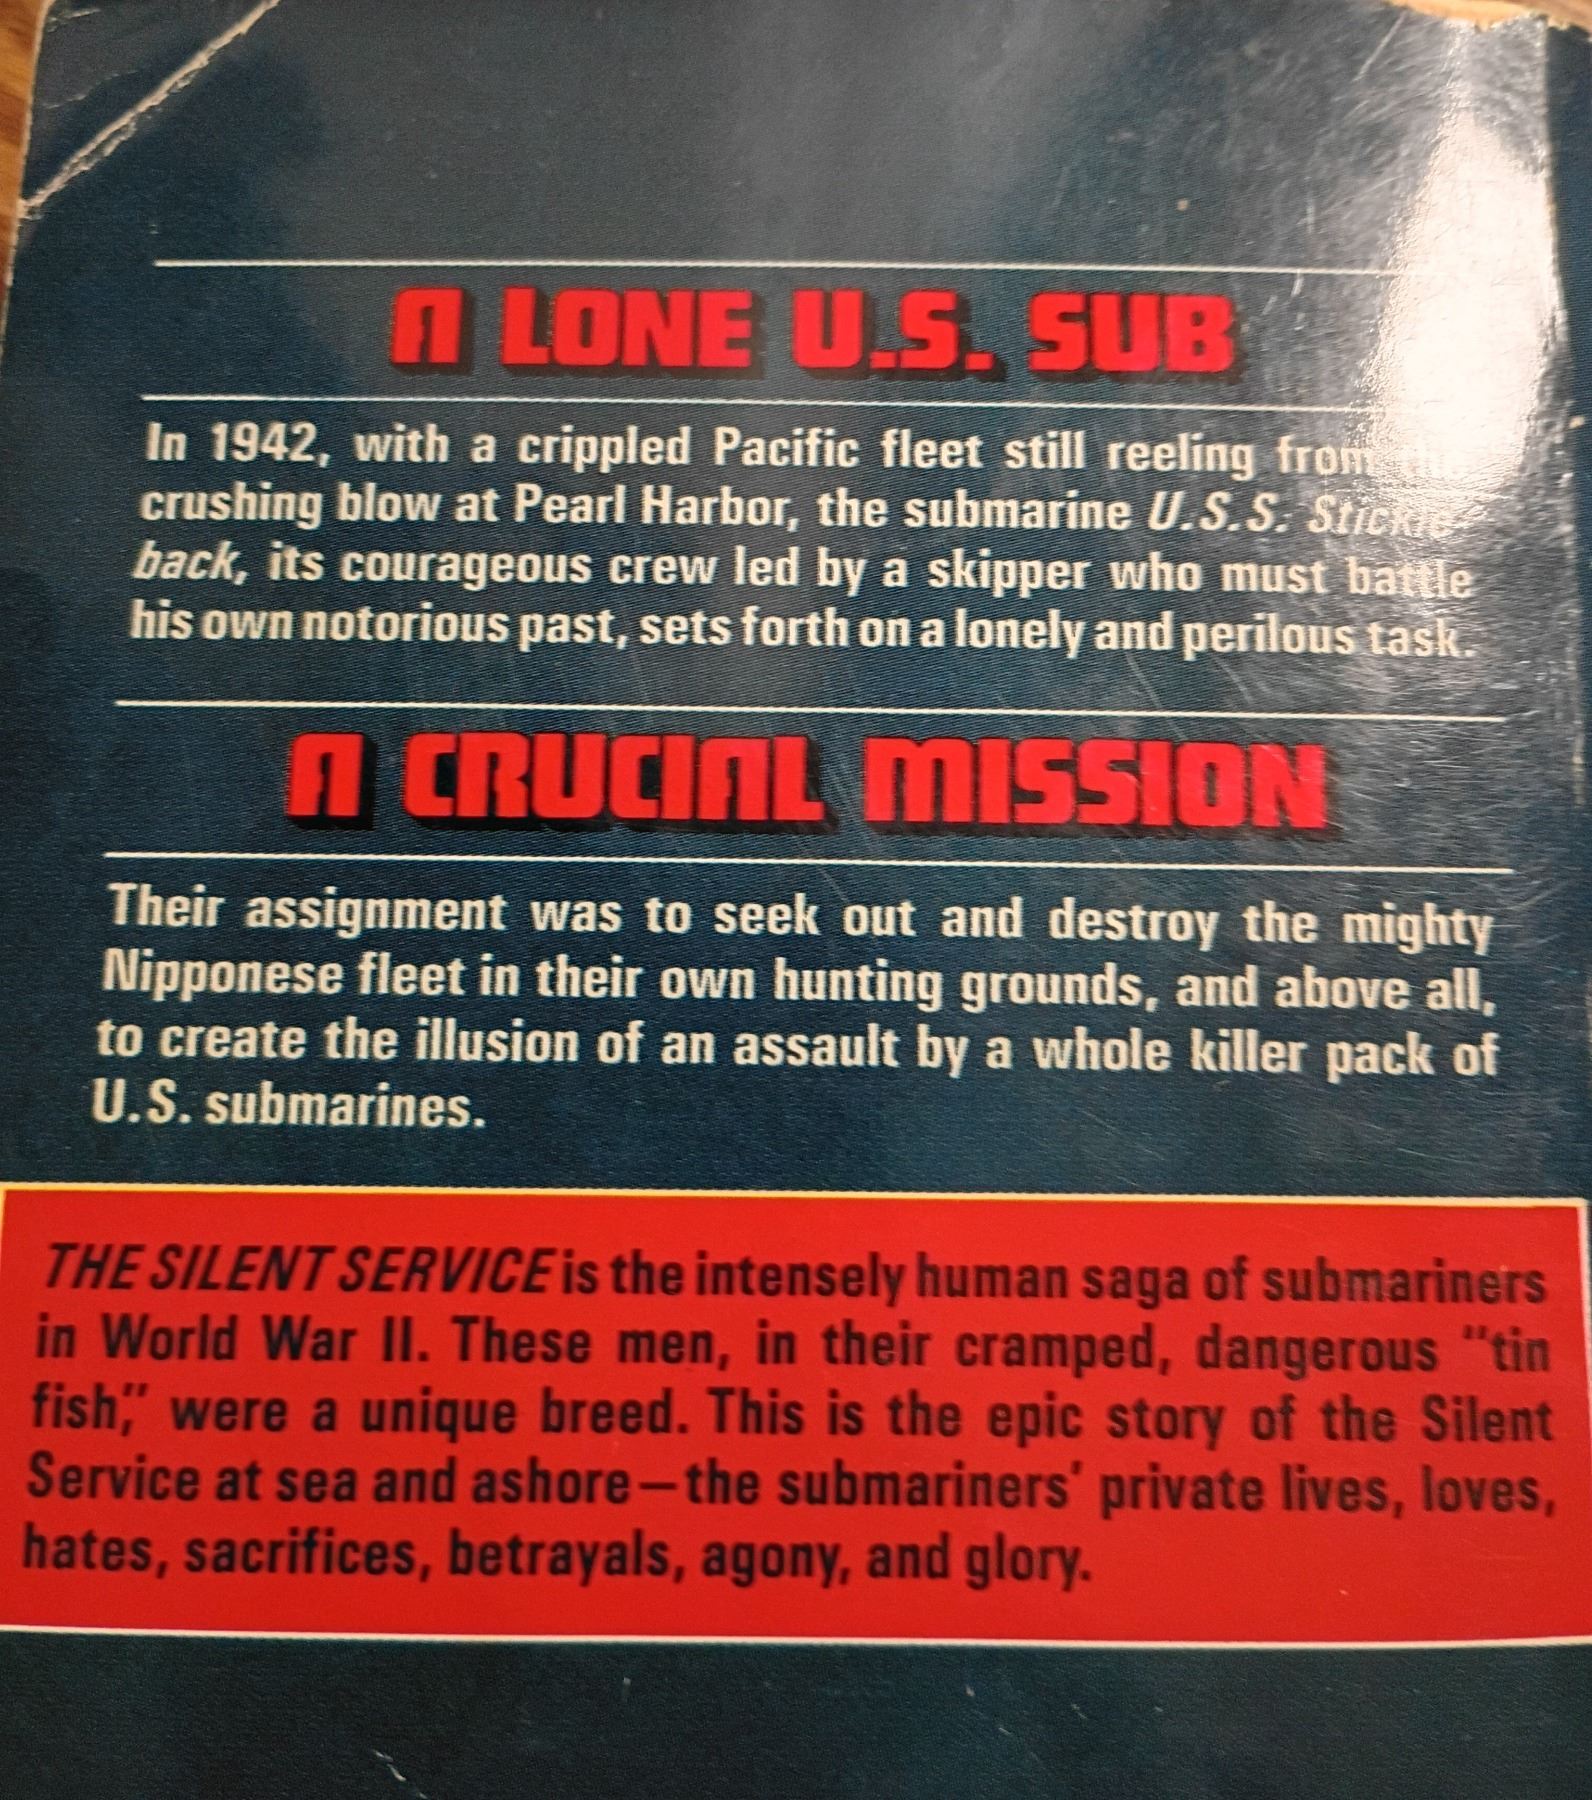 A LONE U.S. SUB
In 1942, with a crippled Pacific fleet still reeling from
crushing blow at Pearl Harbor, the submarine U.S.S. Stickle-
back, its courageous crew led by a skipper who must battle
his own notorious past, sets forth on a lonely and perilous task.
A CRUCIAL MISSION
Their assignment was to seek out and destroy the mighty
Nipponese fleet in their own hunting grounds, and above all,
to create the illusion of an assault by a whole killer pack of
U.S. submarines.
THE SILENT SERVICE is the intensely human saga of submariners
in World War II. These men, in their cramped, dangerous "tin
fish," were a unique breed. This is the epic story of the Silent
Service at sea and ashore—the submariners' private lives, loves,
hates, sacrifices, betrayals, agony, and glory.